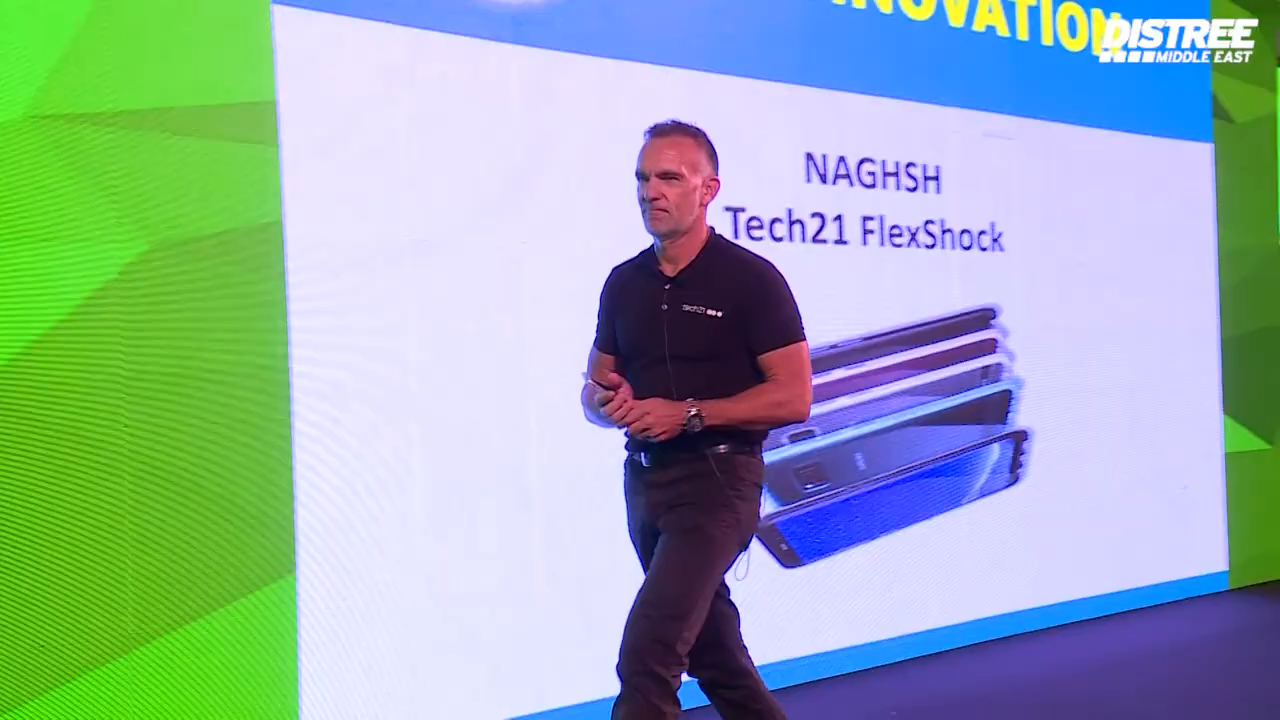 INNOVATION
DISTREE
MIDDLE EAST
NAGHSH
Tech21 FlexShock
tech21